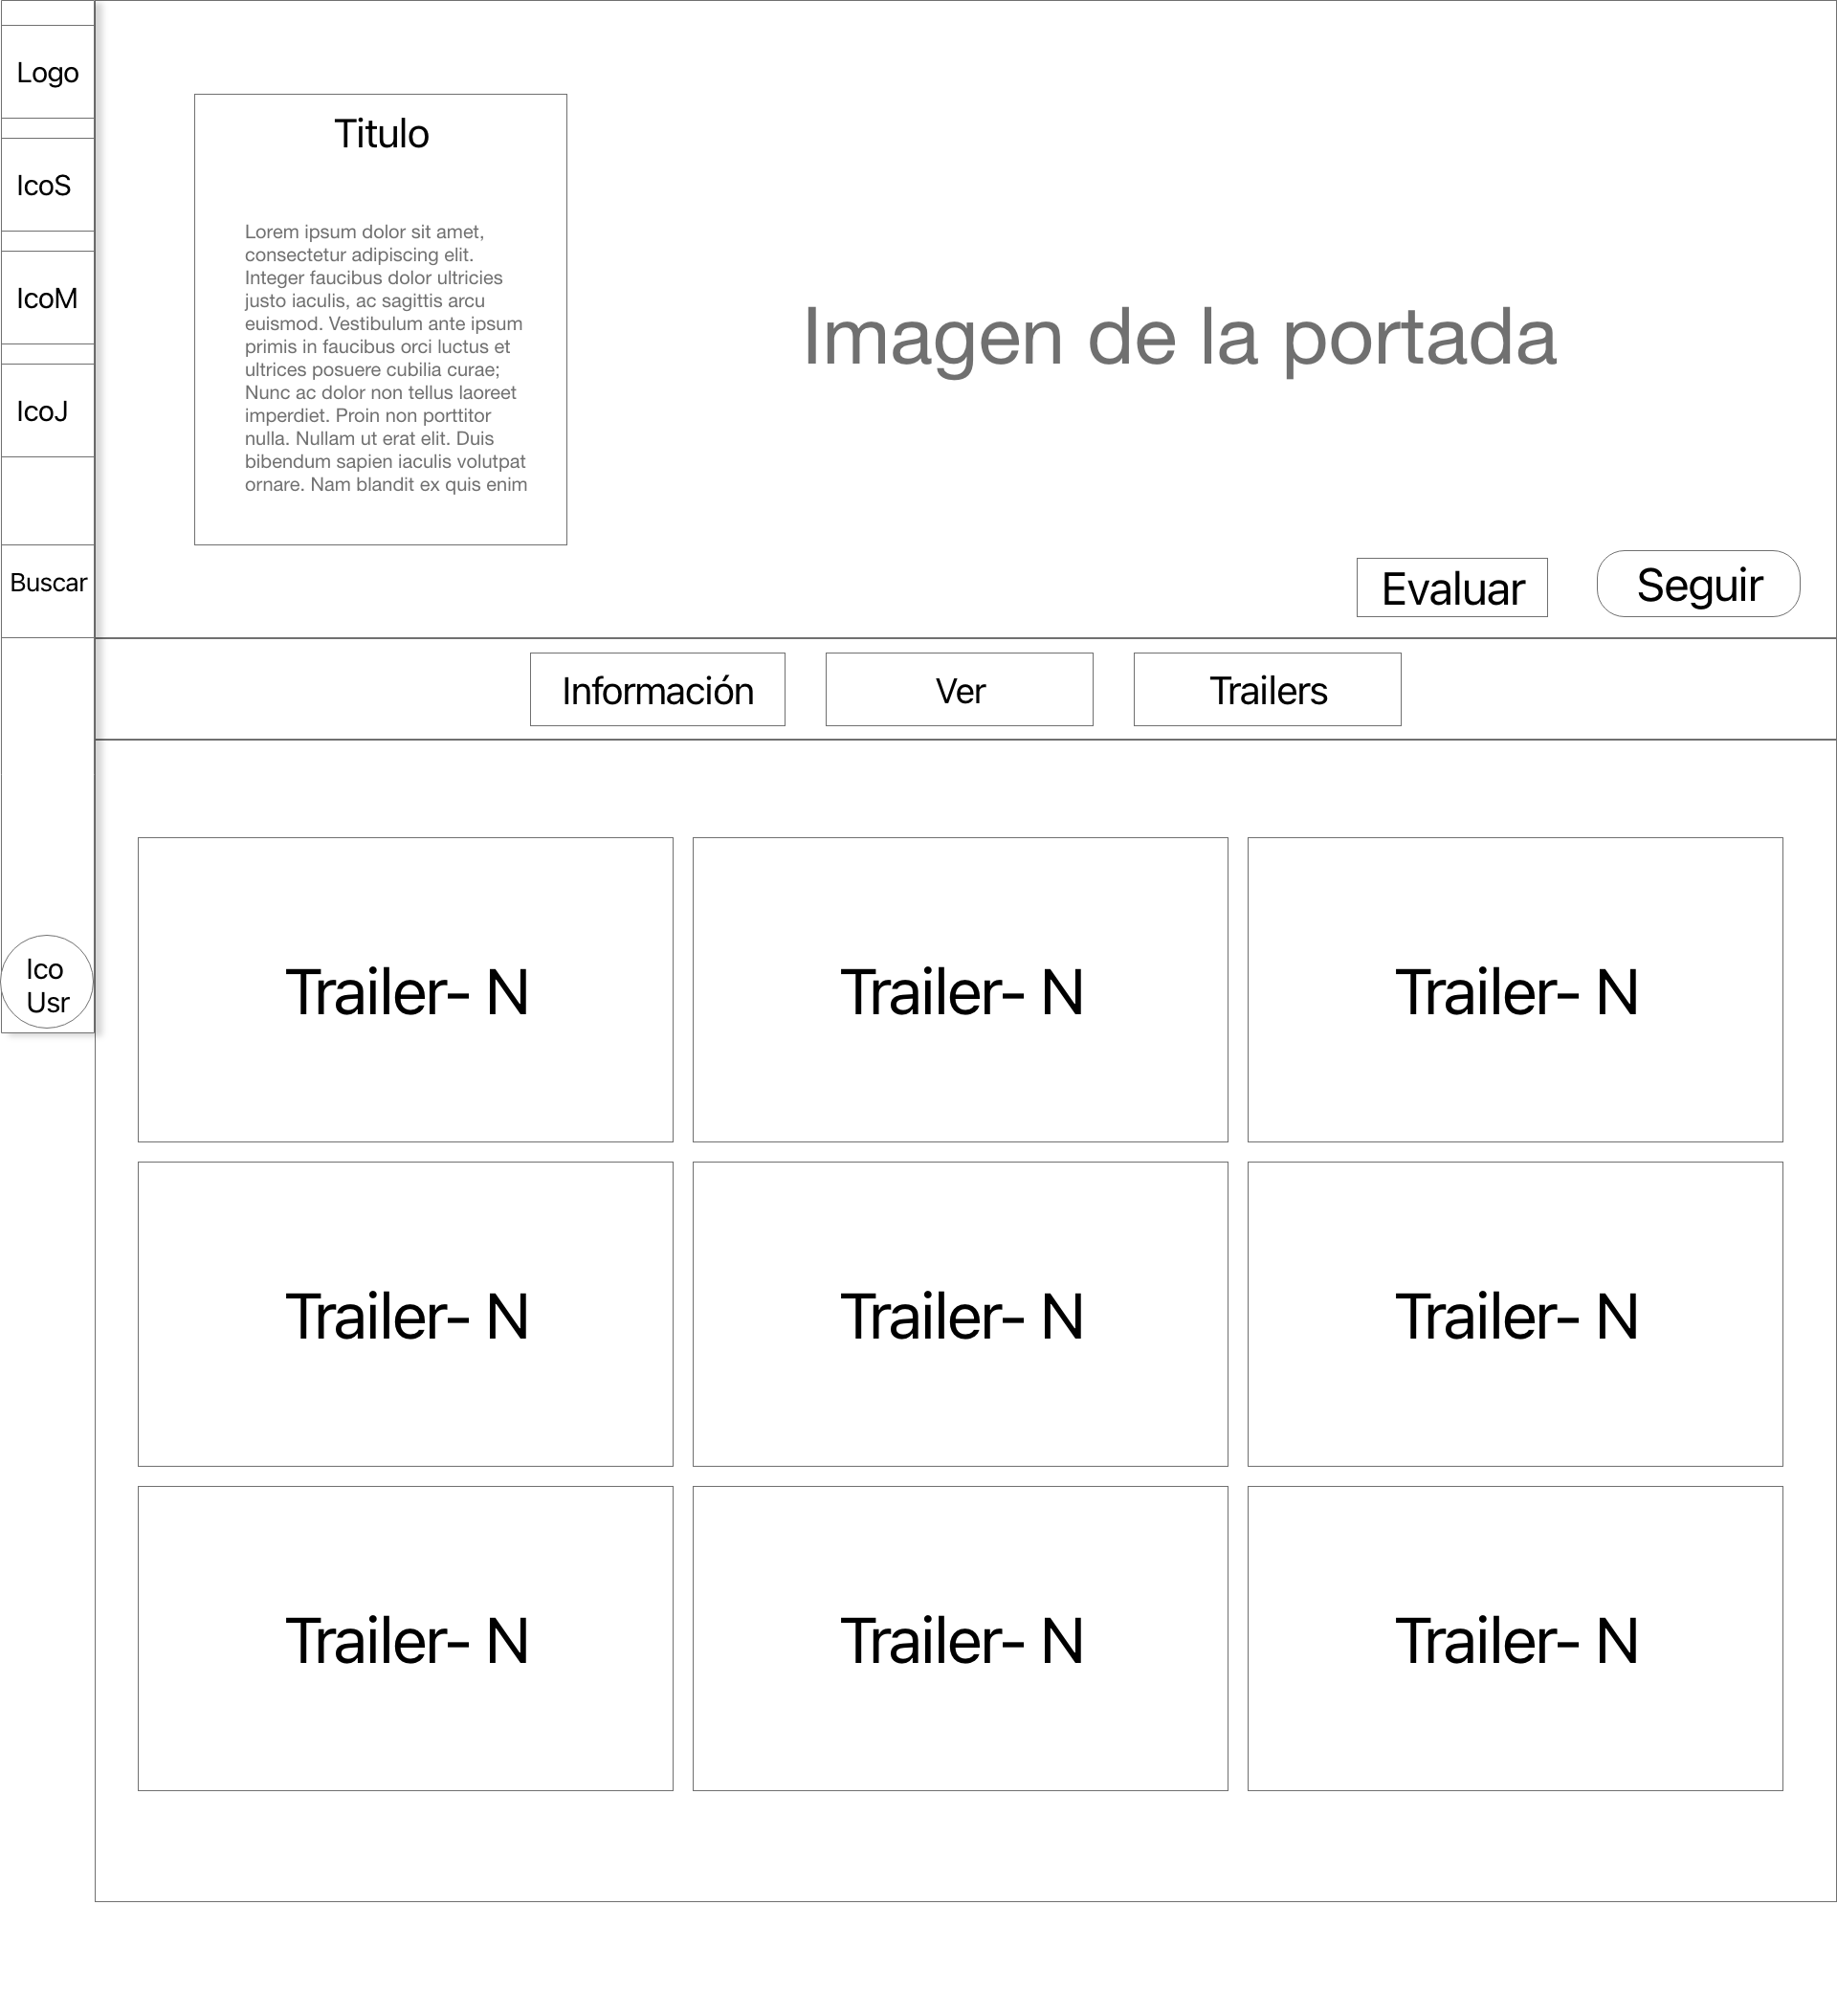 Logo
IcoS
IcoM
IcoJ
Buscar
Ico
Usr
Titulo
Lorem ipsum dolor sit amet,
consectetur adipiscing elit.
Integer faucibus dolor ultricies
justo iaculis, ac sagittis arcu
euismod. Vestibulum ante ipsum
primis in faucibus orci luctus et
ultrices posuere cubilia curae;
Nunc ac dolor non tellus laoreet
imperdiet. Proin non porttitor
nulla. Nullam ut erat elit. Duis
bibendum sapien iaculis volutpat
ornare. Nam blandit ex quis enim
Imagen de la portada
Evaluar
Seguir
Información
Ver
Trailers
Trailer- N
Trailer- N
Trailer- N
Trailer- N
Trailer- N
Trailer- N
Trailer- N
Trailer- N
Trailer- N